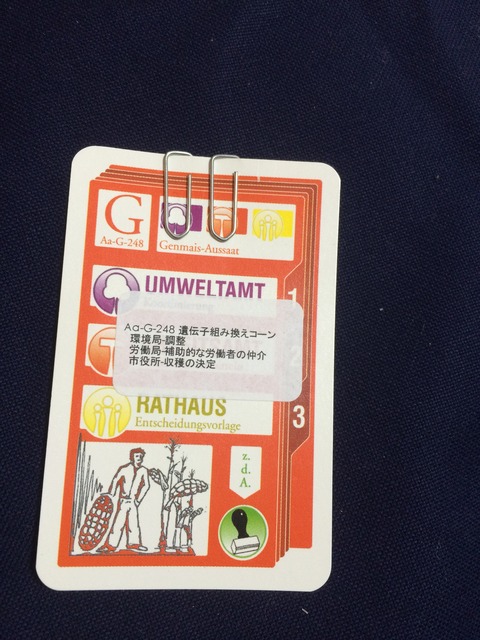 G
Aa-G-248
Genmais-Aussaat
UMWELTAMT
1
Aa-G-248 遺伝子組み換えコーン
環境局-調整
労働局-補助的な労働者の仲介
市役所-収穫の決定
RATHAUS
Entscheidungsvorlage
3
z.
d.
A.